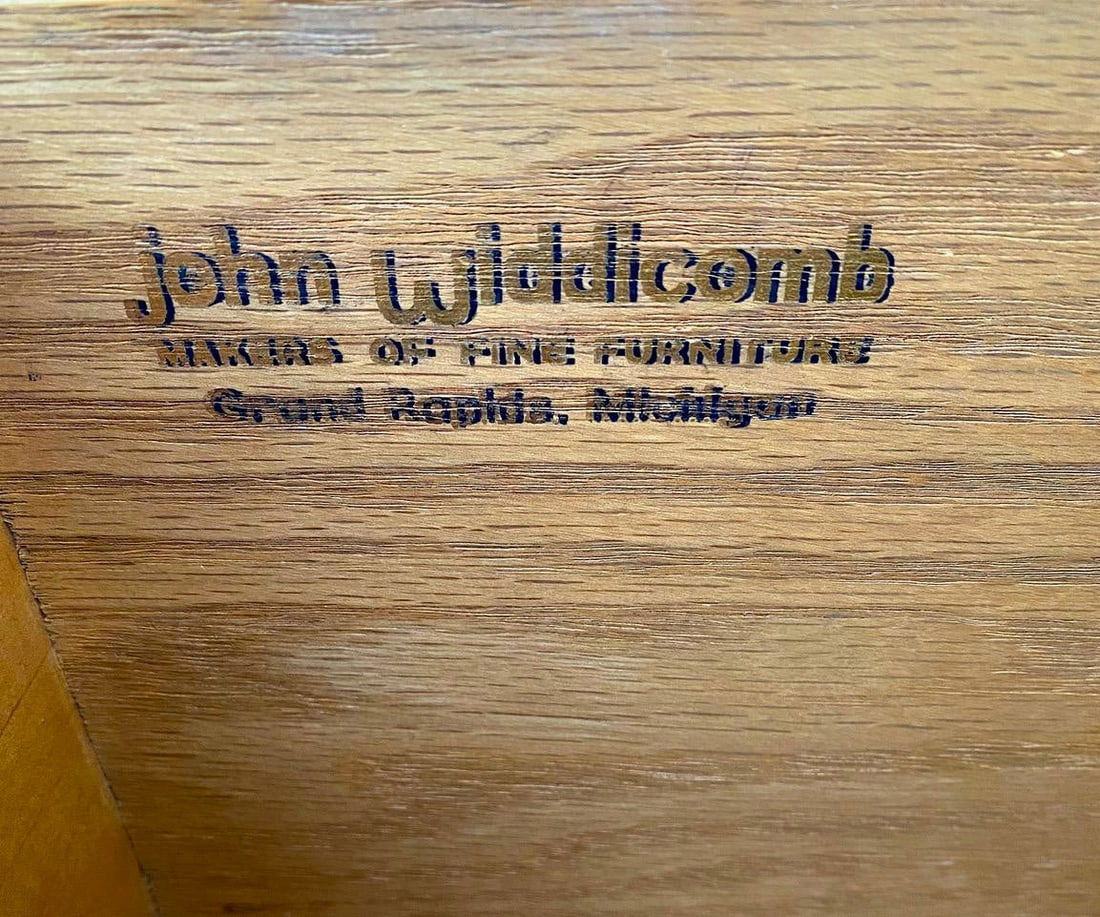 John Widdicomb
MAKERS OF FINE FURNITURE
Grand Rapids, Michigan